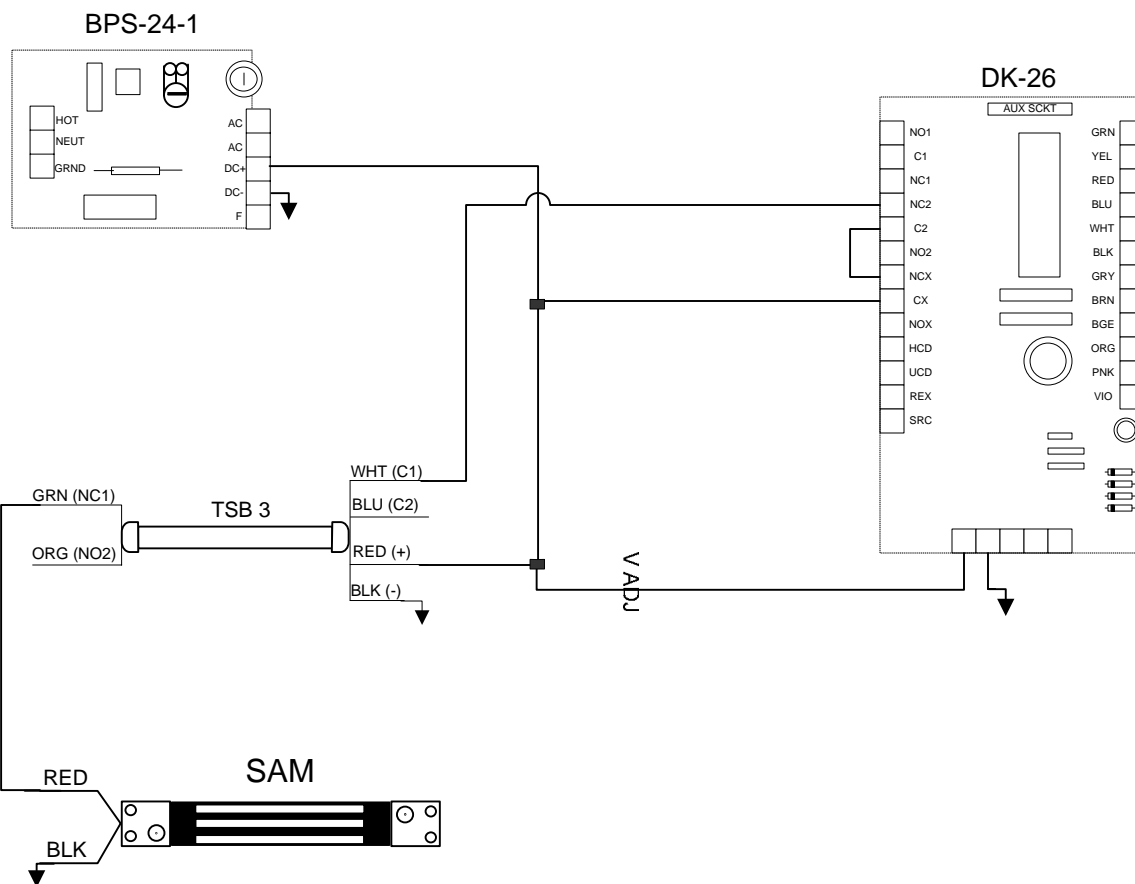 BPS-24-1
HOT
NEUT
GRND
AC
AC
DC+
DC-
F
DK-26
AUX SCKT
NO1
C1
NC1
NC2
C2
NO2
NCX
CX
NOX
HCD
UCD
REX
SRC
GRN
YEL
RED
BLU
WHT
BLK
GRY
BRN
BGE
ORG
PNK
VIO
GRN (NC1)
ORG (NO2)
TSB 3
WHT (C1)
BLU (C2)
RED (+)
BLK (-)
V ADJ
SAM
RED
BLK